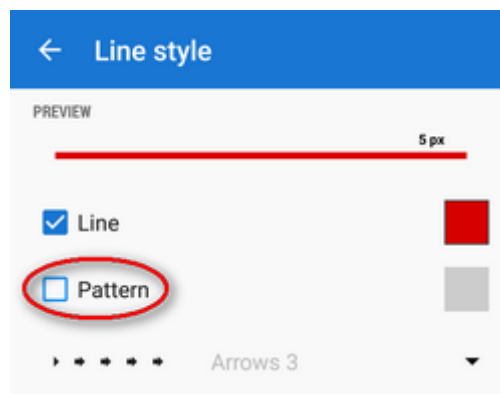 Line style
PREVIEW
5 px
Line
Pattern
Arrows 3